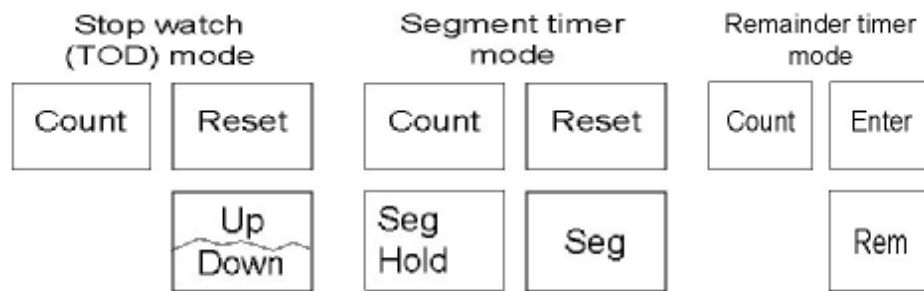 Stop watch
(TOD) mode
Count
Reset
Up
Down
Segment timer
mode
Count
Reset
Seg
Hold
Seg
Remainder timer
mode
Count
Enter
Rem